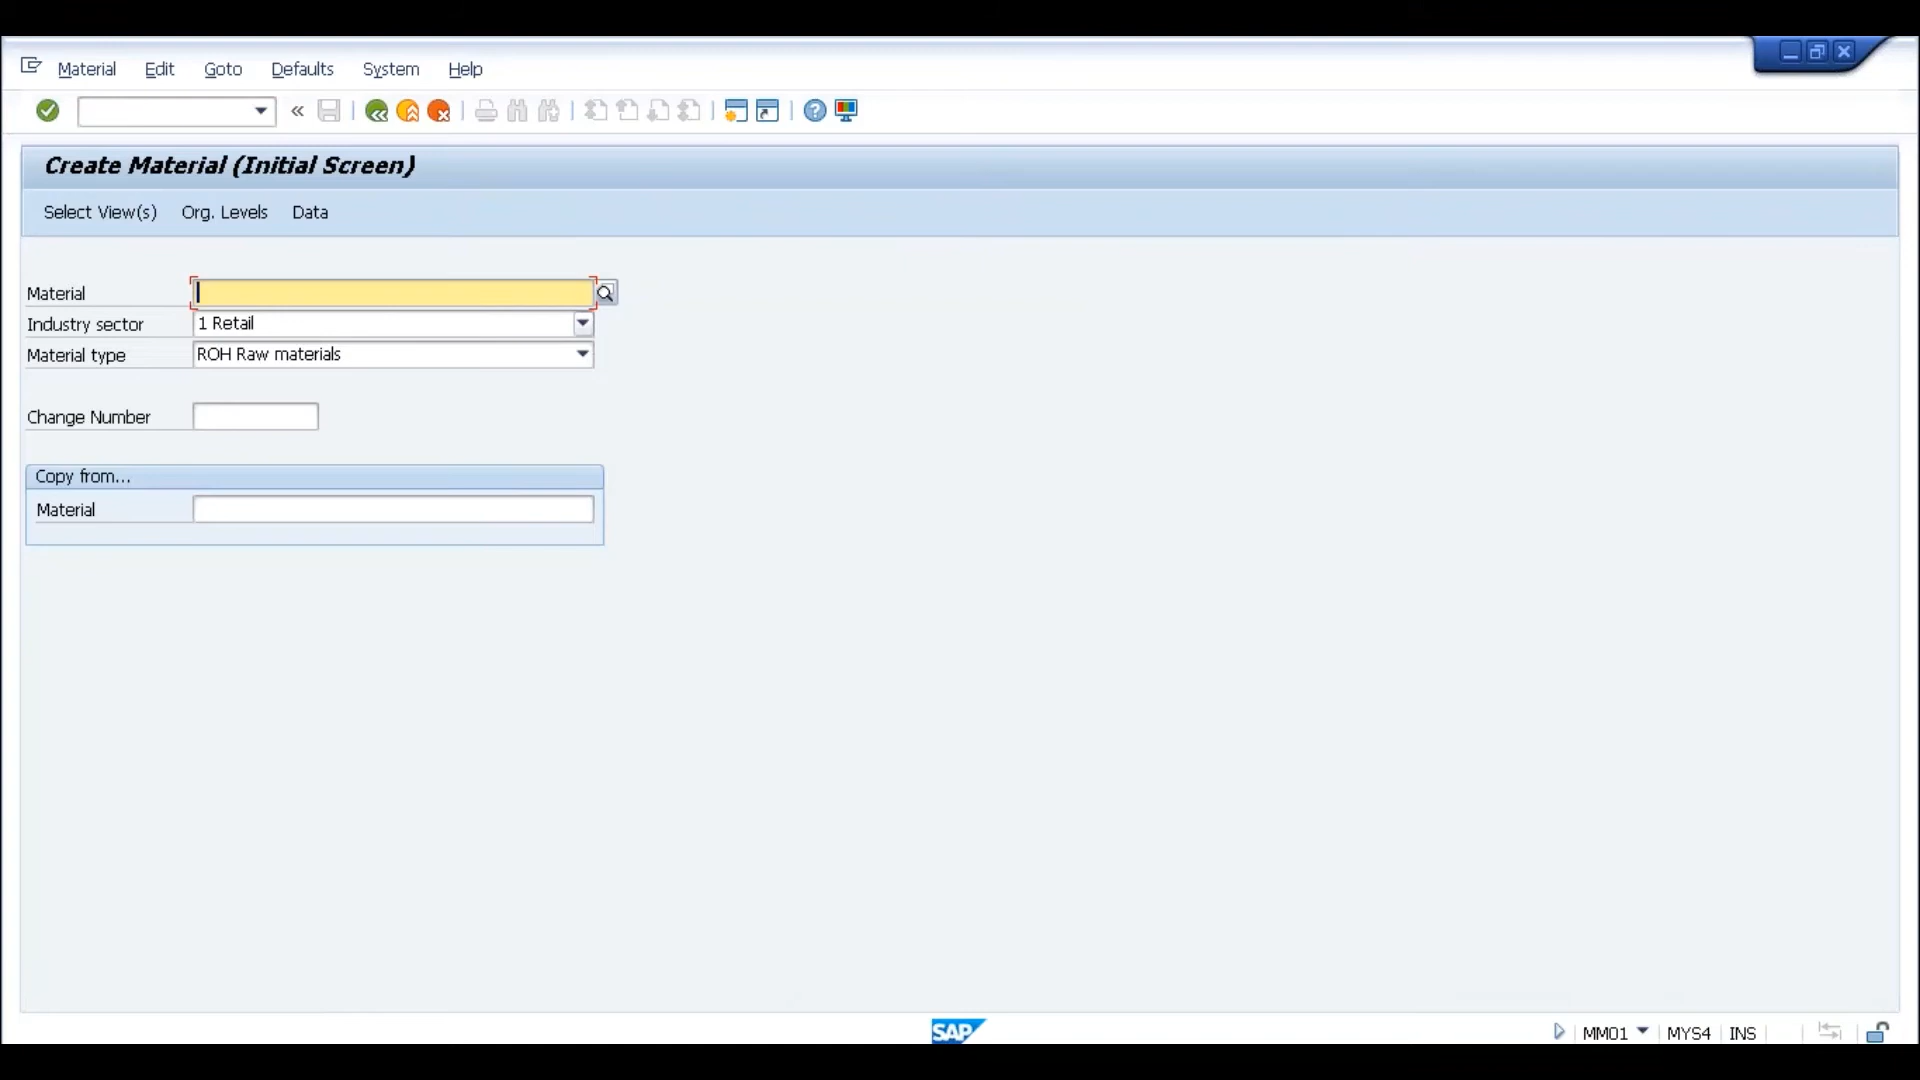 Material Edit Goto Defaults System Help
Create Material (Initial Screen)
Select View(s) Org. Levels Data
Material
Industry sector 1 Retail
Material type ROH Raw materials
Change Number
Copy from...
Material
SAP MM01 MYS4 INS